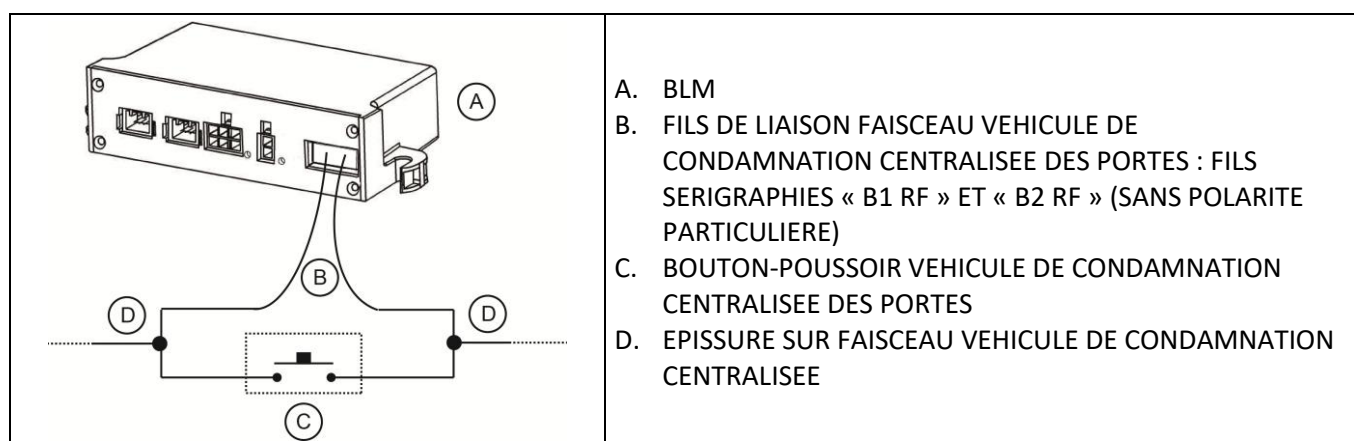 A
B
D
D
C
A. BLM
B. FILS DE LIAISON FAISCEAU VEHICULE DE
CONDAMNATION CENTRALISEE DES PORTES : FILS
SERIGRAPHIES « B1 RF » ET « B2 RF » (SANS POLARITE
PARTICULIERE)
C. BOUTON-POUSSOIR VEHICULE DE CONDAMNATION
CENTRALISEE DES PORTES
D. EPISSURE SUR FAISCEAU VEHICULE DE CONDAMNATION
CENTRALISEE